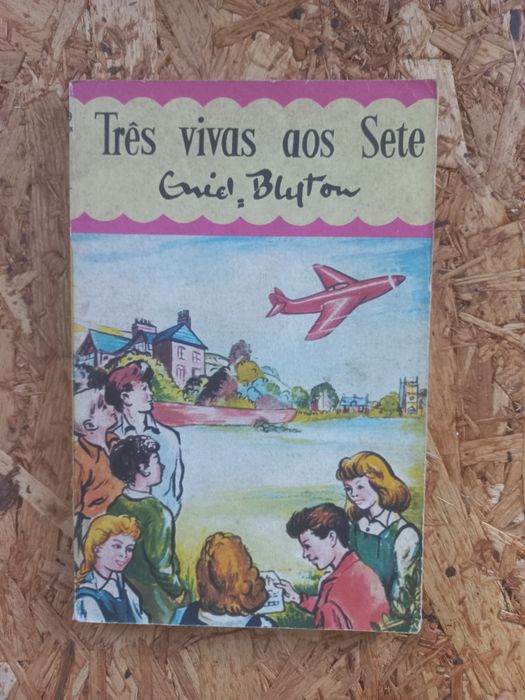 Três vivas aos Sete
Enid Blyton